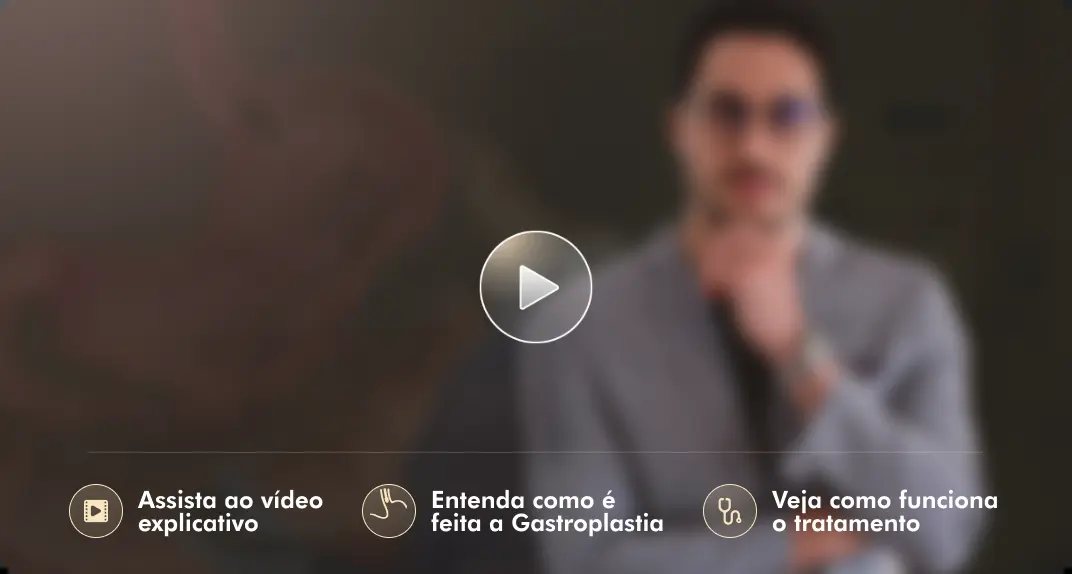 Assista ao vídeo
explicativo
Entenda como é
feita a Gastroplastia
Veja como funciona
o tratamento